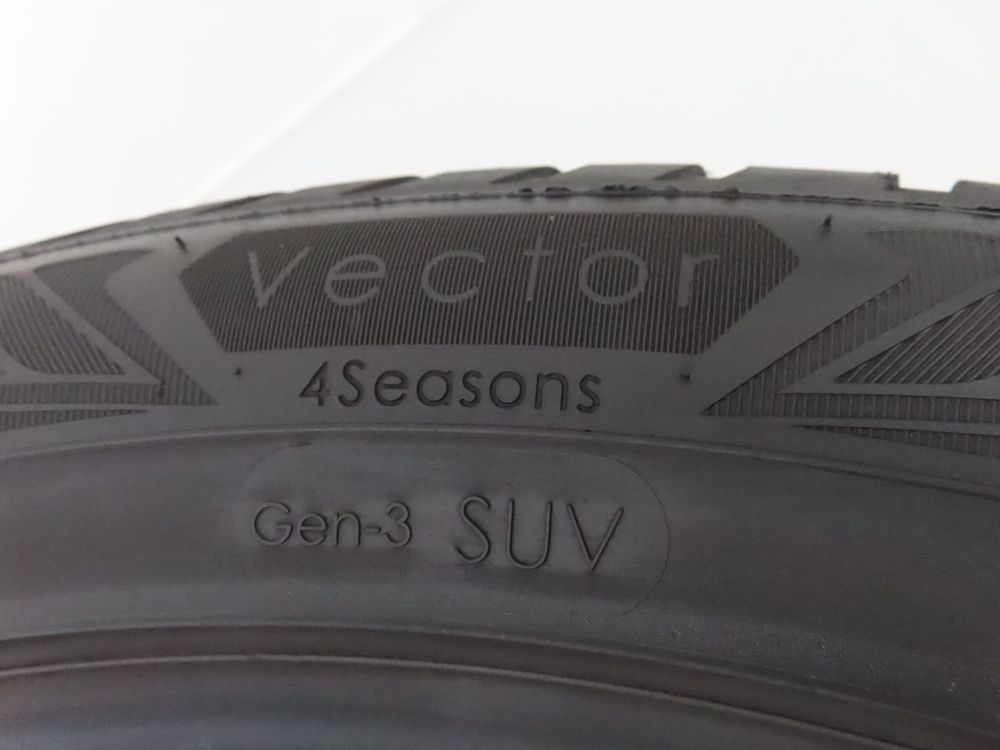 Vector
4Seasons
Gen-3 SUV